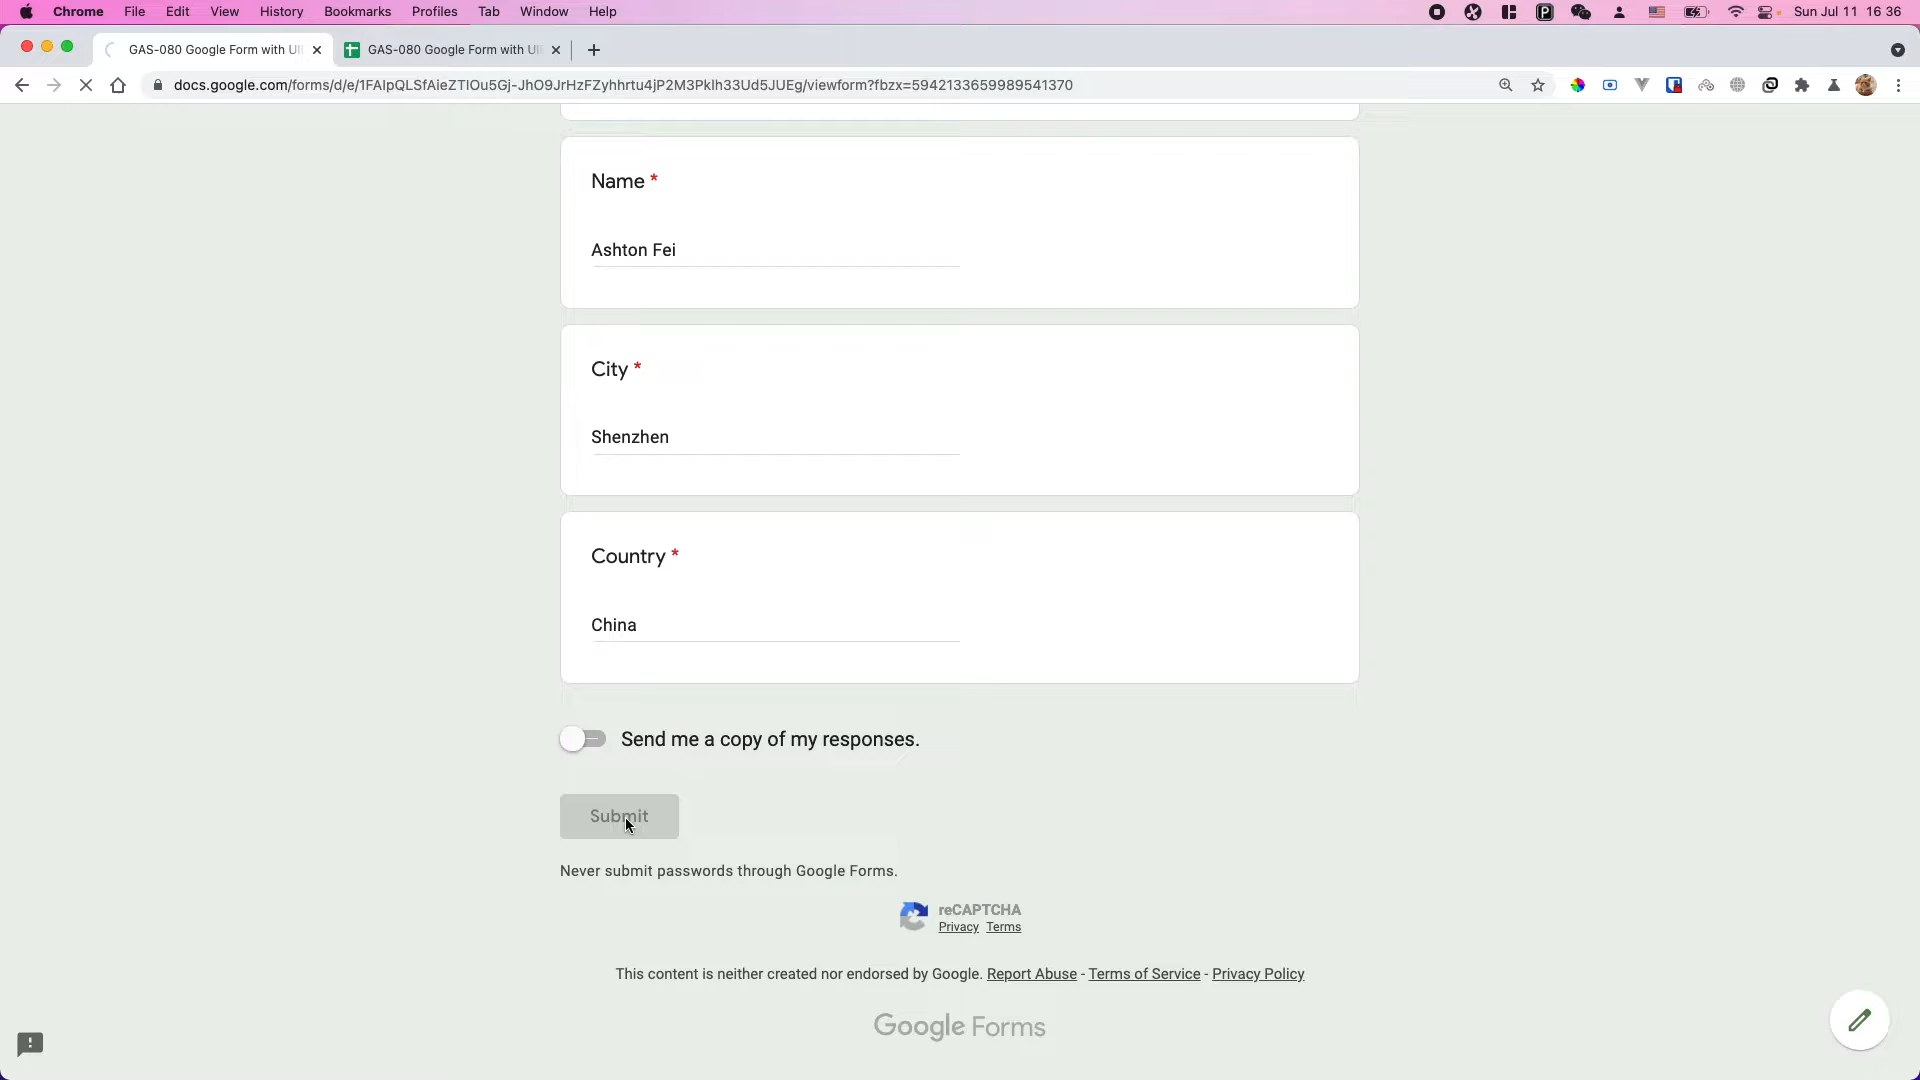 Chrome File Edit View History Bookmarks Profiles Tab Window Help Sun Jul 11 16 36
GAS-080 Google Form with UI GAS-080 Google Form with UI
docs.google.com/forms/d/e/1FAIpQLSfAieZTIOu5Gj-JhO9JrHzFZyhhrtu4jP2M3PkIh33Ud5JUEg/viewform?fbzx=5942133659989541370
Name *
Ashton Fei
City *
Shenzhen
Country *
China
Send me a copy of my responses.
Submit
Never submit passwords through Google Forms.
reCAPTCHA
Privacy Terms
This content is neither created nor endorsed by Google. Report Abuse - Terms of Service - Privacy Policy
Google Forms